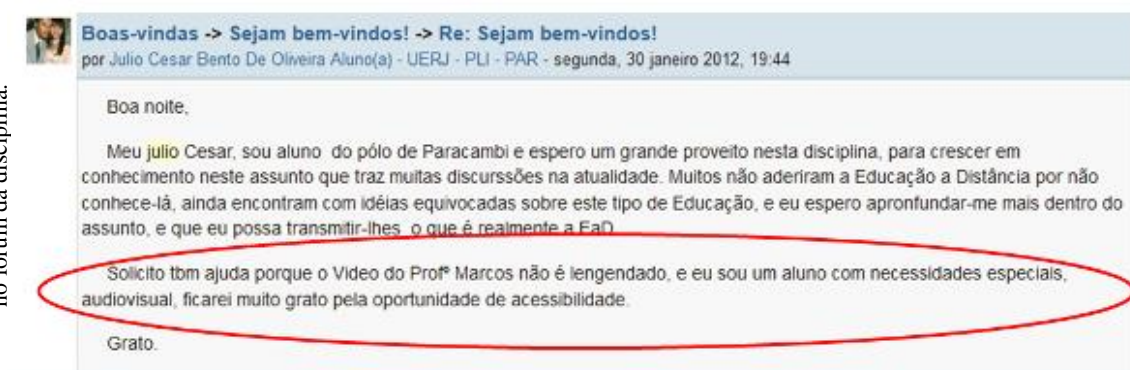 no fórum da disciplina.
Boas-vindas -> Sejam bem-vindos! -> Re: Sejam bem-vindos!
por Julio Cesar Bento De Oliveira Aluno(a) - UERJ - PLI - PAR - segunda, 30 janeiro 2012, 19:44
Boa noite,
Meu julio Cesar, sou aluno do pólo de Paracambi e espero um grande proveito nesta disciplina, para crescer em
conhecimento neste assunto que traz muitas discurssões na atualidade. Muitos não aderiram a Educação a Distância por não
conhece-lá, ainda encontram com idéias equivocadas sobre este tipo de Educação, e eu espero apronfundar-me mais dentro do
assunto, e que eu possa transmitir-lhes o que é realmente a EaD
Solicito tbm ajuda porque o Video do Profº Marcos não é lengendado, e eu sou um aluno com necessidades especiais,
audiovisual, ficarei muito grato pela oportunidade de acessibilidade.
Grato.